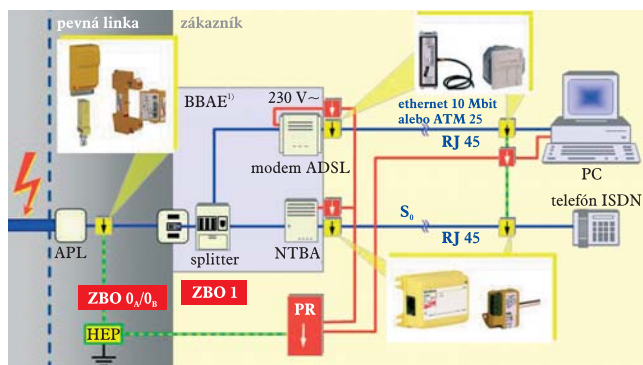 pevná linka
zákazník
BBAE¹⁾
230 V~
ethernet 10 Mbit
alebo ATM 25
RJ 45
modem ADSL
PC
telefón ISDN
S₀
RJ 45
APL
splitter
NTBA
ZBO 0A/0B
ZBO 1
PR
HEP